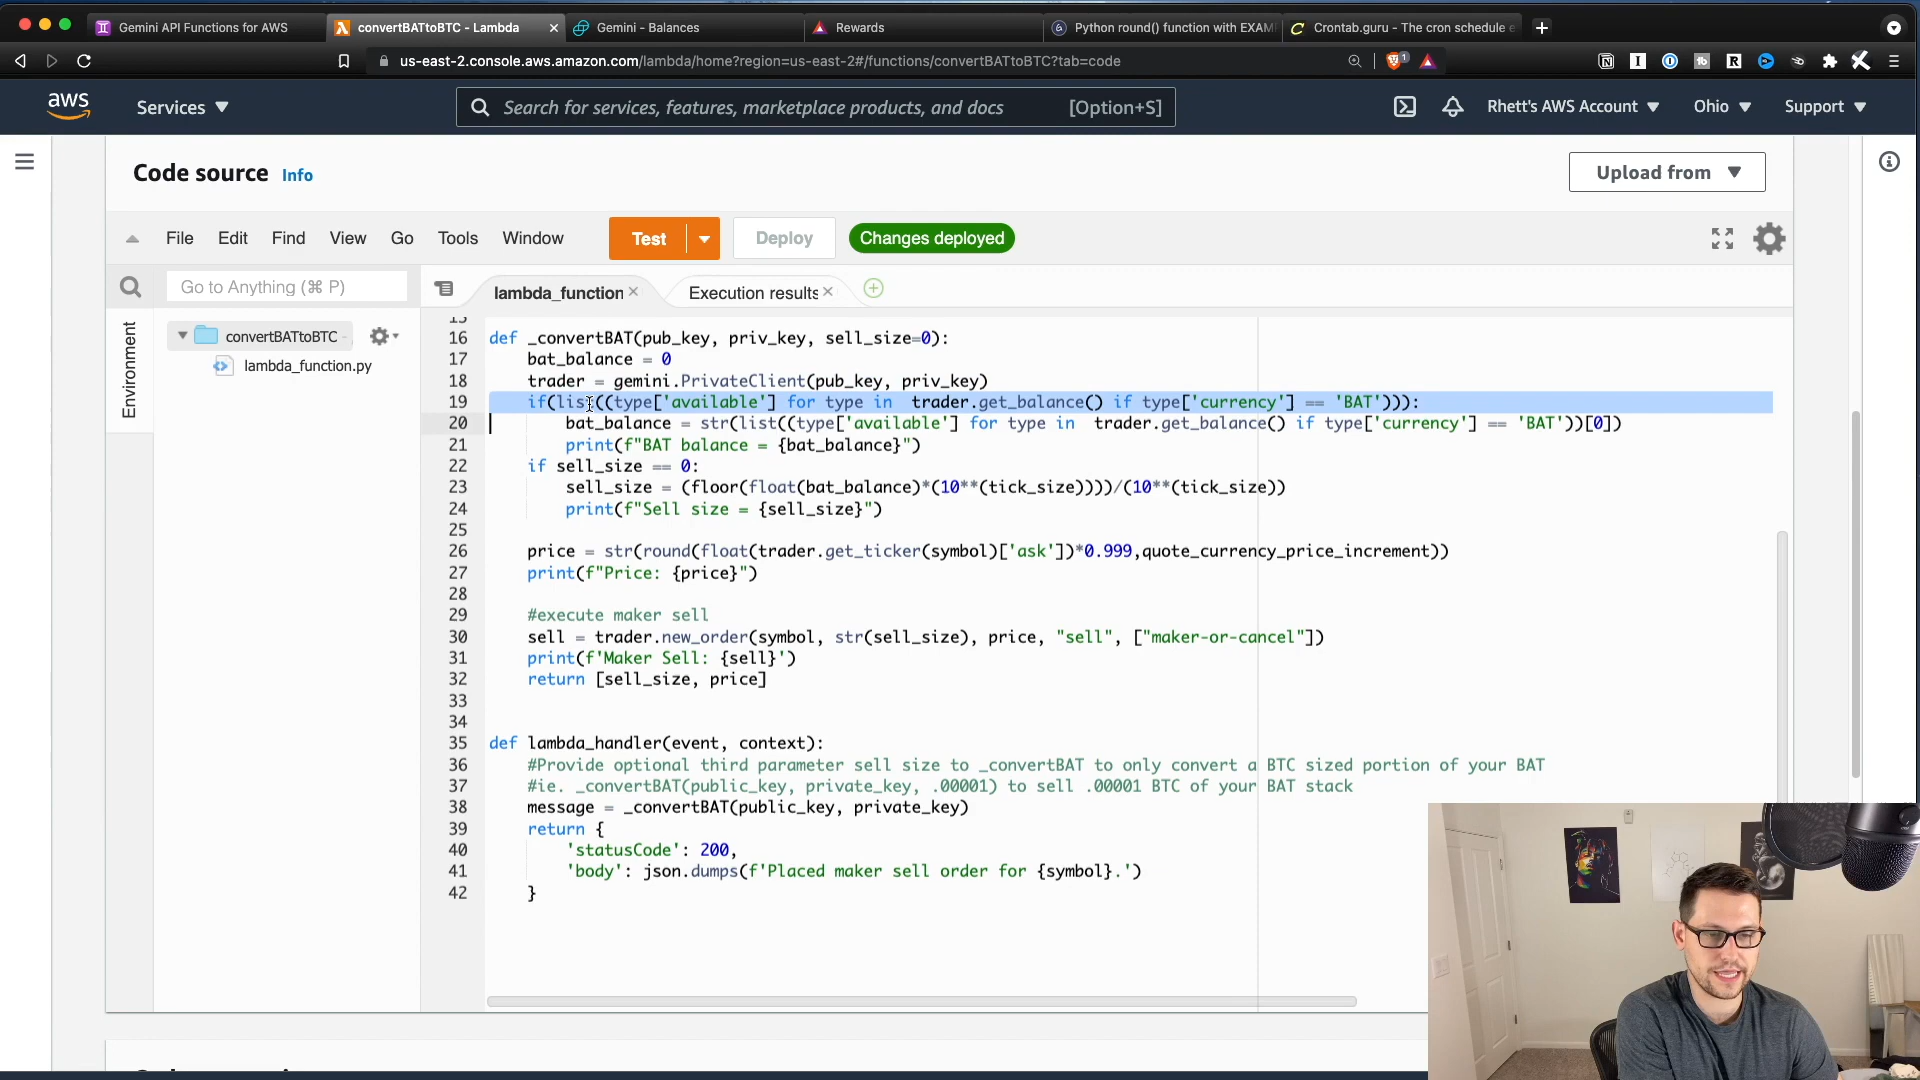 Gemini API Functions for AWS
convertBATtoBTC - Lambda
Gemini - Balances
Rewards
Python round() function with EXAM
Crontab.guru - The cron schedule e
us-east-2.console.aws.amazon.com/lambda/home?region=us-east-2#/functions/convertBATtoBTC?tab=code
aws
Services
Search for services, features, marketplace products, and docs [Option+S]
Rhett's AWS Account
Ohio
Support
Code source Info
Upload from
File Edit Find View Go Tools Window
Test
Deploy
Changes deployed
Go to Anything (⌘ P)
lambda_function
Execution results
Environment
convertBATtoBTC -
lambda_function.py
15
16 def _convertBAT(pub_key, priv_key, sell_size=0):
17 bat_balance = 0
18 trader = gemini.PrivateClient(pub_key, priv_key)
19 if(list((type['available'] for type in  trader.get_balance() if type['currency'] == 'BAT'))):
20 bat_balance = str(list((type['available'] for type in  trader.get_balance() if type['currency'] == 'BAT'))[0])
21 print(f"BAT balance = {bat_balance}")
22 if sell_size == 0:
23 sell_size = (floor(float(bat_balance)*(10**(tick_size))))/(10**(tick_size))
24 print(f"Sell size = {sell_size}")
25
26 price = str(round(float(trader.get_ticker(symbol)['ask'])*0.999,quote_currency_price_increment))
27 print(f"Price: {price}")
28
29 #execute maker sell
30 sell = trader.new_order(symbol, str(sell_size), price, "sell", ["maker-or-cancel"])
31 print(f'Maker Sell: {sell}')
32 return [sell_size, price]
33
34
35 def lambda_handler(event, context):
36 #Provide optional third parameter sell size to _convertBAT to only convert a BTC sized portion of your BAT
37 #ie. _convertBAT(public_key, private_key, .00001) to sell .00001 BTC of your BAT stack
38 message = _convertBAT(public_key, private_key)
39 return {
40 'statusCode': 200,
41 'body': json.dumps(f'Placed maker sell order for {symbol}.')
42 }